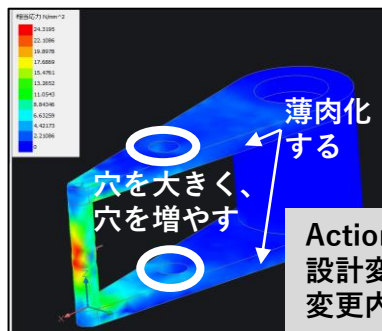 相当応力 N/mm^2
24.3195
22.1086
19.8978
17.6869
15.4761
13.2652
11.0543
8.84346
6.63259
4.42173
2.21086
0
薄肉化
する
穴を大きく、
穴を増やす
Action
設計変
変更内